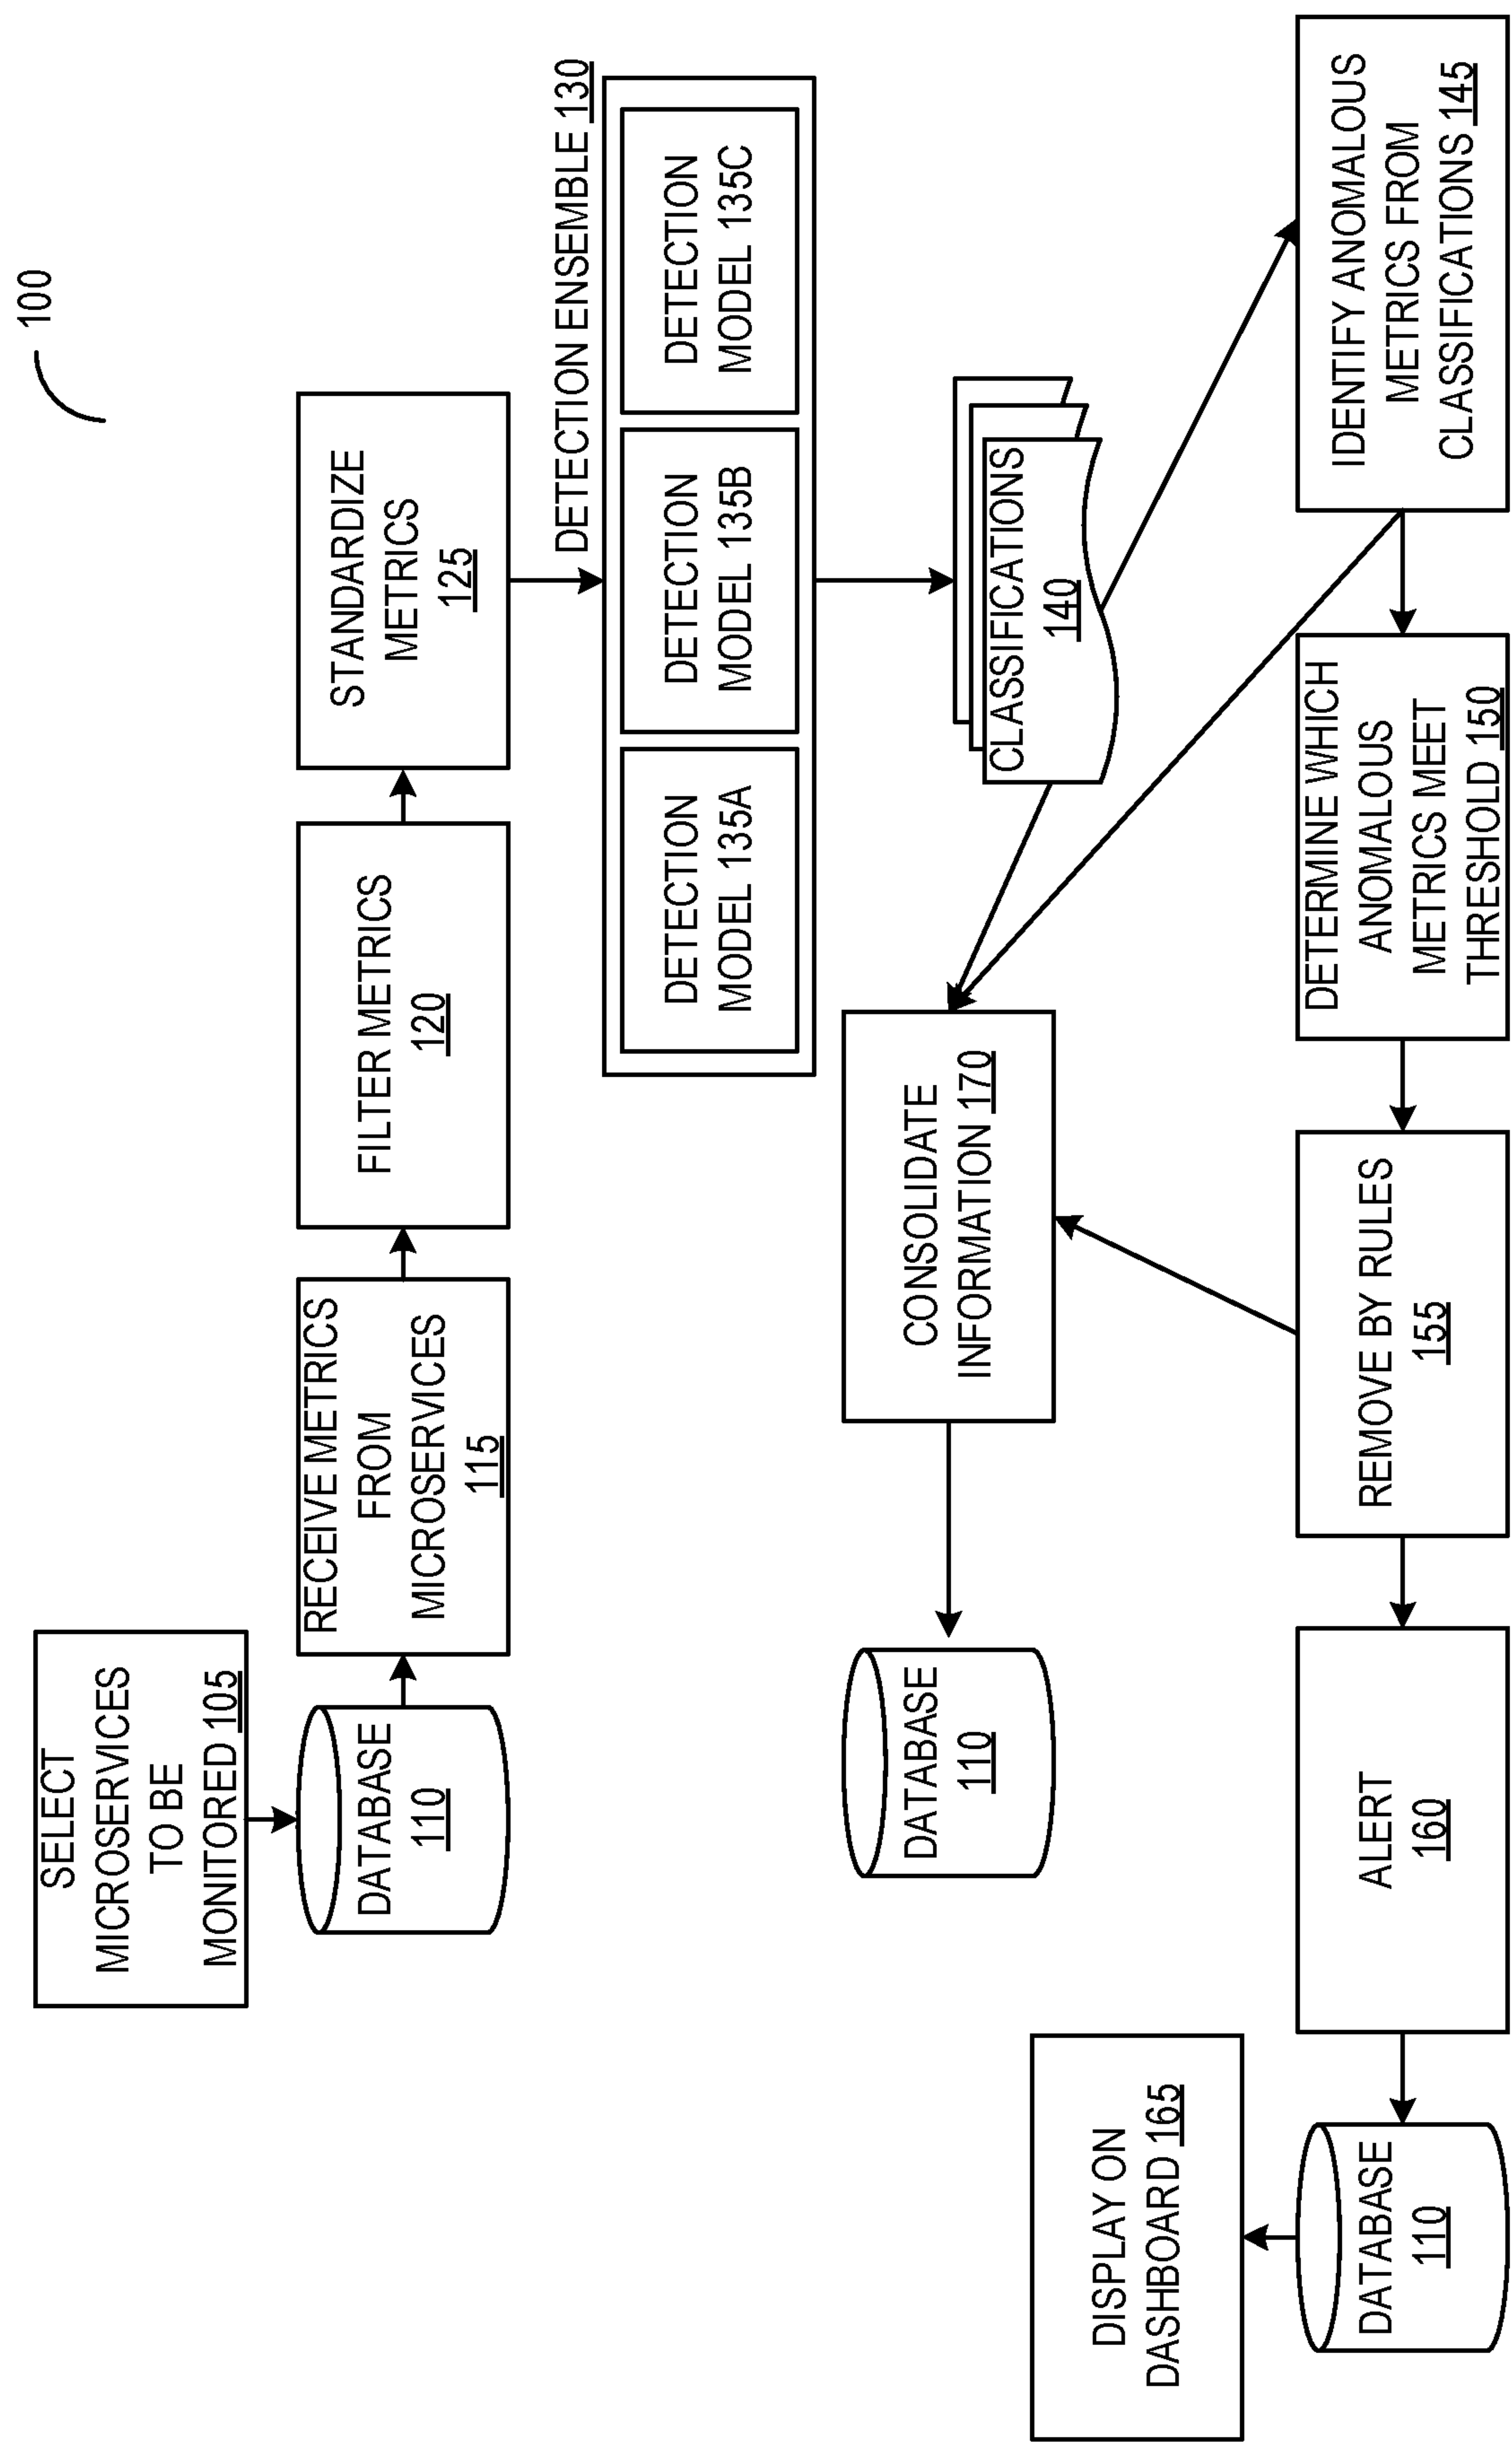 100
SELECT
MICROSERVICES
TO BE
MONITORED 105
DATABASE
110
RECEIVE METRICS
FROM
MICROSERVICES
115
FILTER METRICS
120
STANDARDIZE
METRICS
125
DETECTION ENSEMBLE 130
DETECTION
MODEL 135A
DETECTION
MODEL 135B
DETECTION
MODEL 135C
DATABASE
110
CONSOLIDATE
INFORMATION 170
CLASSIFICATIONS
140
DISPLAY ON
DASHBOARD 165
DATABASE
110
ALERT
160
REMOVE BY RULES
155
DETERMINE WHICH
ANOMALOUS
METRICS MEET
THRESHOLD 150
IDENTIFY ANOMALOUS
METRICS FROM
CLASSIFICATIONS 145